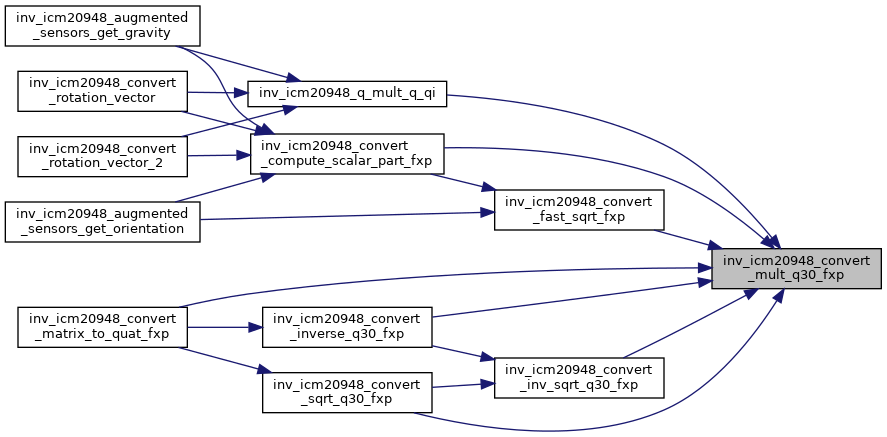 inv_icm20948_augmented
_sensors_get_gravity
inv_icm20948_convert
_rotation_vector
inv_icm20948_q_mult_q_qi
inv_icm20948_convert
_compute_scalar_part_fxp
inv_icm20948_convert
_rotation_vector_2
inv_icm20948_augmented
_sensors_get_orientation
inv_icm20948_convert
_fast_sqrt_fxp
inv_icm20948_convert
_mult_q30_fxp
inv_icm20948_convert
_matrix_to_quat_fxp
inv_icm20948_convert
_inverse_q30_fxp
inv_icm20948_convert
_inv_sqrt_q30_fxp
inv_icm20948_convert
_sqrt_q30_fxp